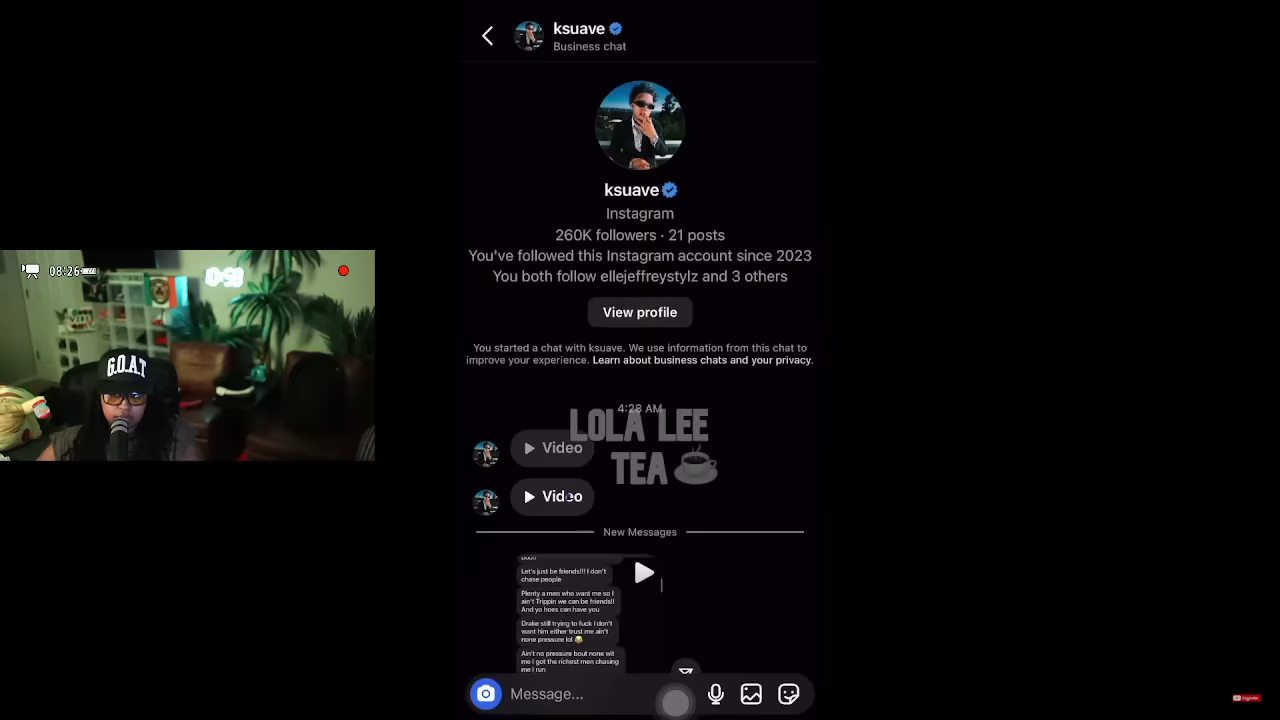 ksuave
Business chat
ksuave
Instagram
260K followers · 21 posts
You've followed this Instagram account since 2023
You both follow ellejeffreystylz and 3 others
View profile
You started a chat with ksuave. We use information from this chat to
improve your experience. Learn about business chats and your privacy.
4:28 AM
LOLA LEE
TEA
Video
Video
New Messages
Let's just be friends!!! I don't
chase people
Plenty a men who want me so I
ain't Trippin we can be friends!!
And yo hoes can have you
Drake still trying to fuck I don't
want him either trust me ain't
none pressure lol 😂
Ain't no pressure bout none wit
me I got the richest men chasing
me I run
Message...
08:26
0:58
G.O.A.T